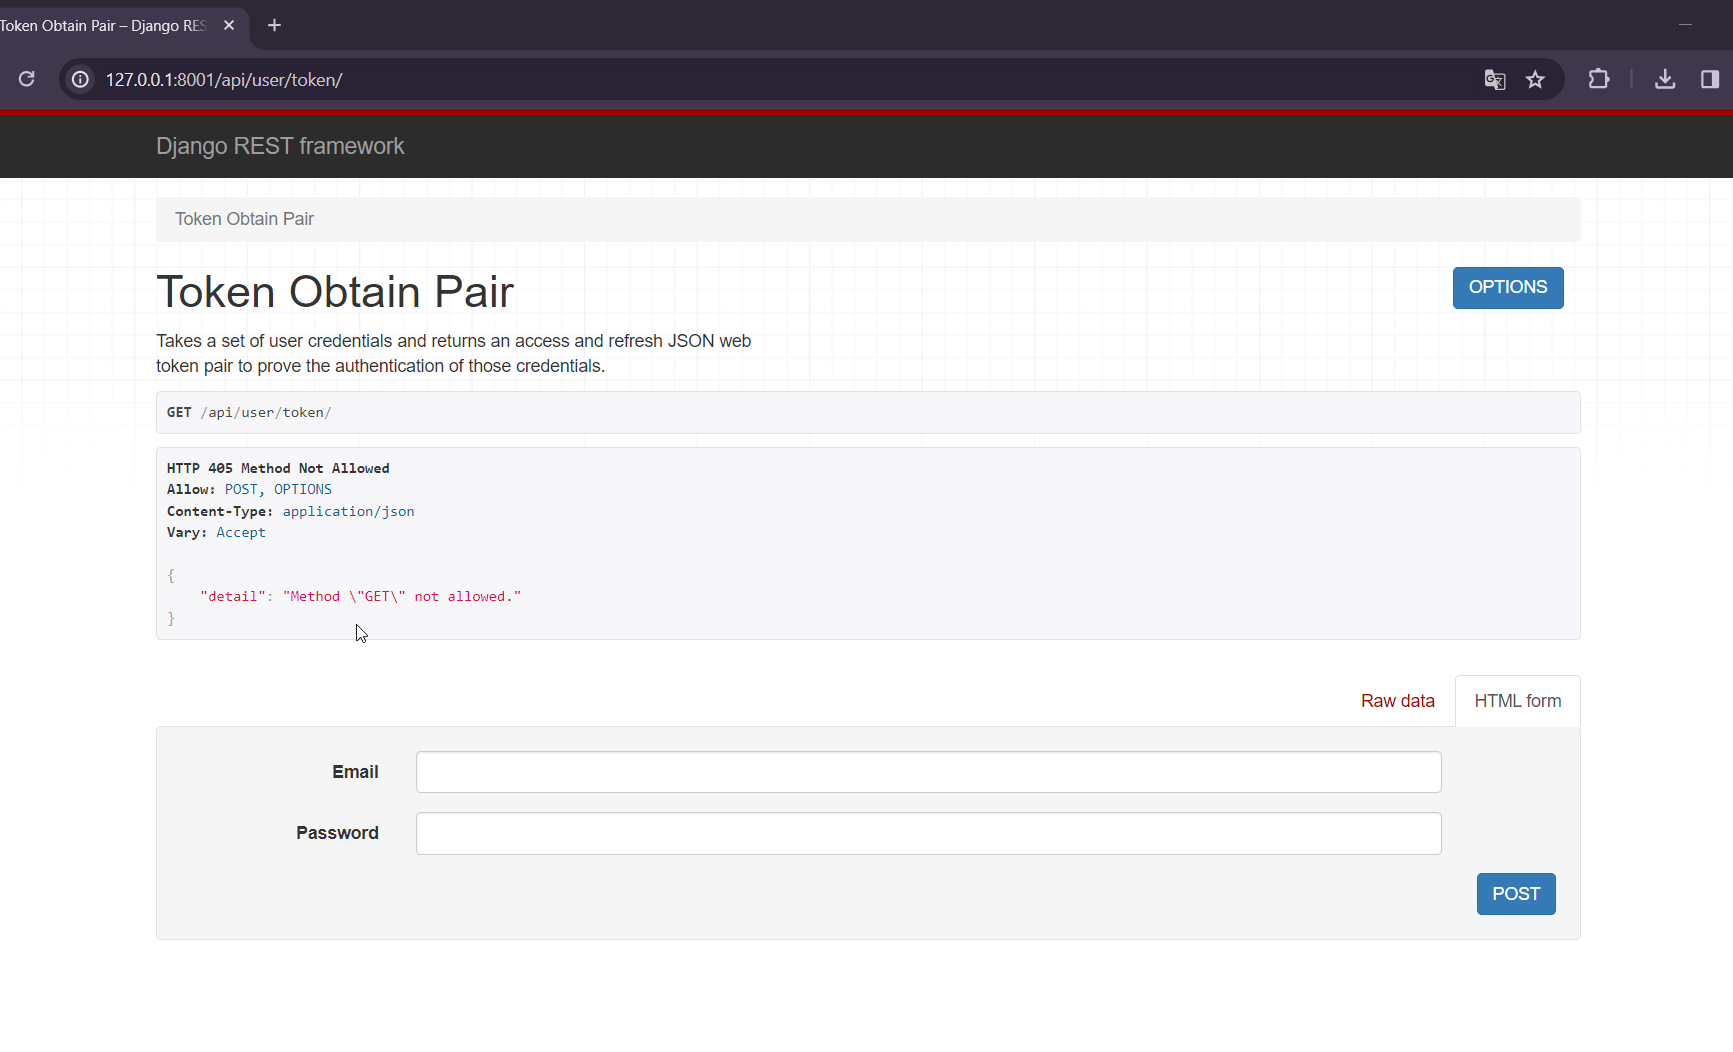 Token Obtain Pair – Django RES
127.0.0.1:8001/api/user/token/
Django REST framework
Token Obtain Pair
Token Obtain Pair
OPTIONS
Takes a set of user credentials and returns an access and refresh JSON web
token pair to prove the authentication of those credentials.
GET /api/user/token/
HTTP 405 Method Not Allowed
Allow: POST, OPTIONS
Content-Type: application/json
Vary: Accept
{
"detail": "Method \"GET\" not allowed."
}
Raw data
HTML form
Email
Password
POST